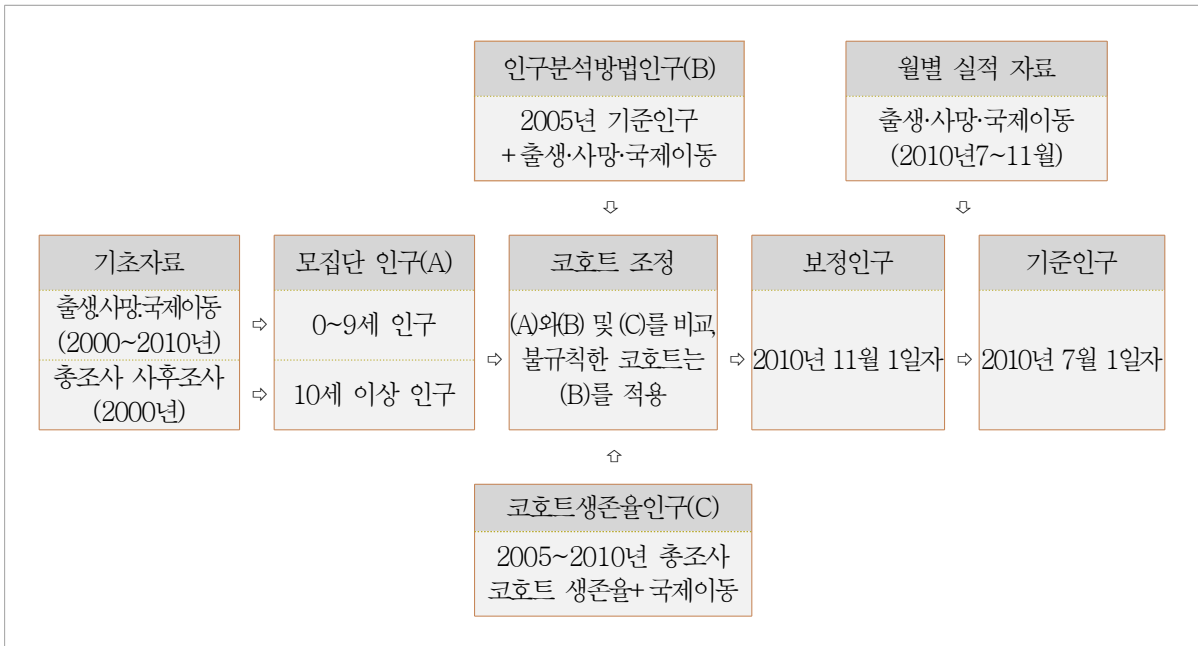 인구분석방법인구(B)
2005년 기준인구
+출생·사망·국제이동
월별 실적 자료
출생·사망·국제이동
(2010년7~11월)
⇩
⇩
기초자료
출생.사망.국제이동
(2000~2010년)
총조사 사후조사
(2000년)
⇨
⇨
모집단 인구(A)
0~9세 인구
10세 이상 인구
⇨
코호트 조정
(A)와(B) 및 (C)를 비교,
불규칙한 코호트는
(B)를 적용
⇨
보정인구
2010년 11월 1일자
⇨
기준인구
2010년 7월 1일자
⇧
코호트생존율인구(C)
2005~2010년 총조사
코호트 생존율+국제이동